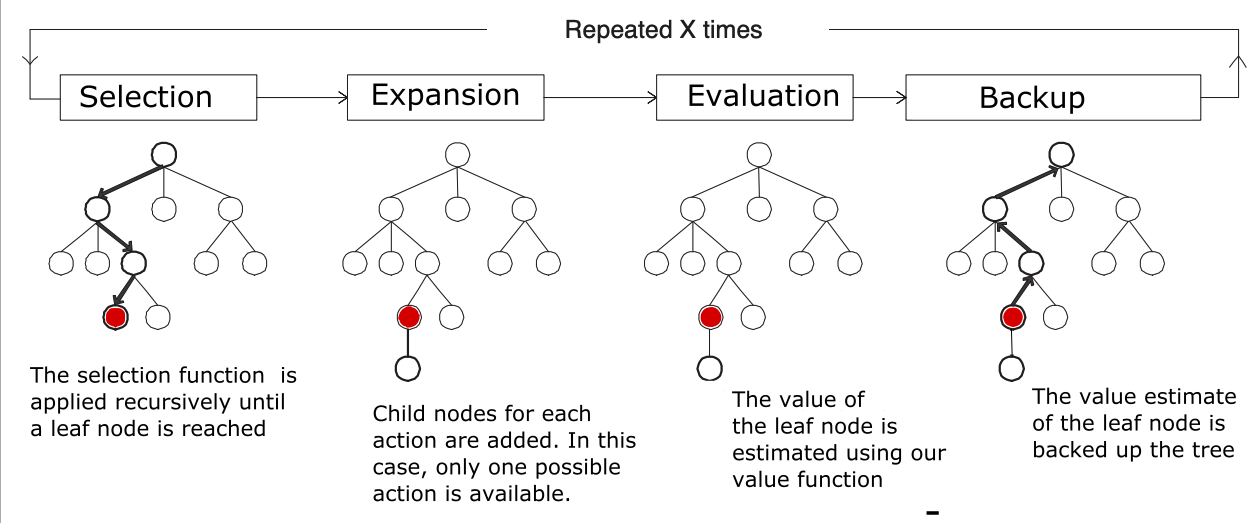 Repeated X times
Selection
Expansion
Evaluation
Backup
The selection function is
applied recursively until
a leaf node is reached
Child nodes for each
action are added. In this
case, only one possible
action is available.
The value of
the leaf node is
estimated using our
value function
The value estimate
of the leaf node is
backed up the tree